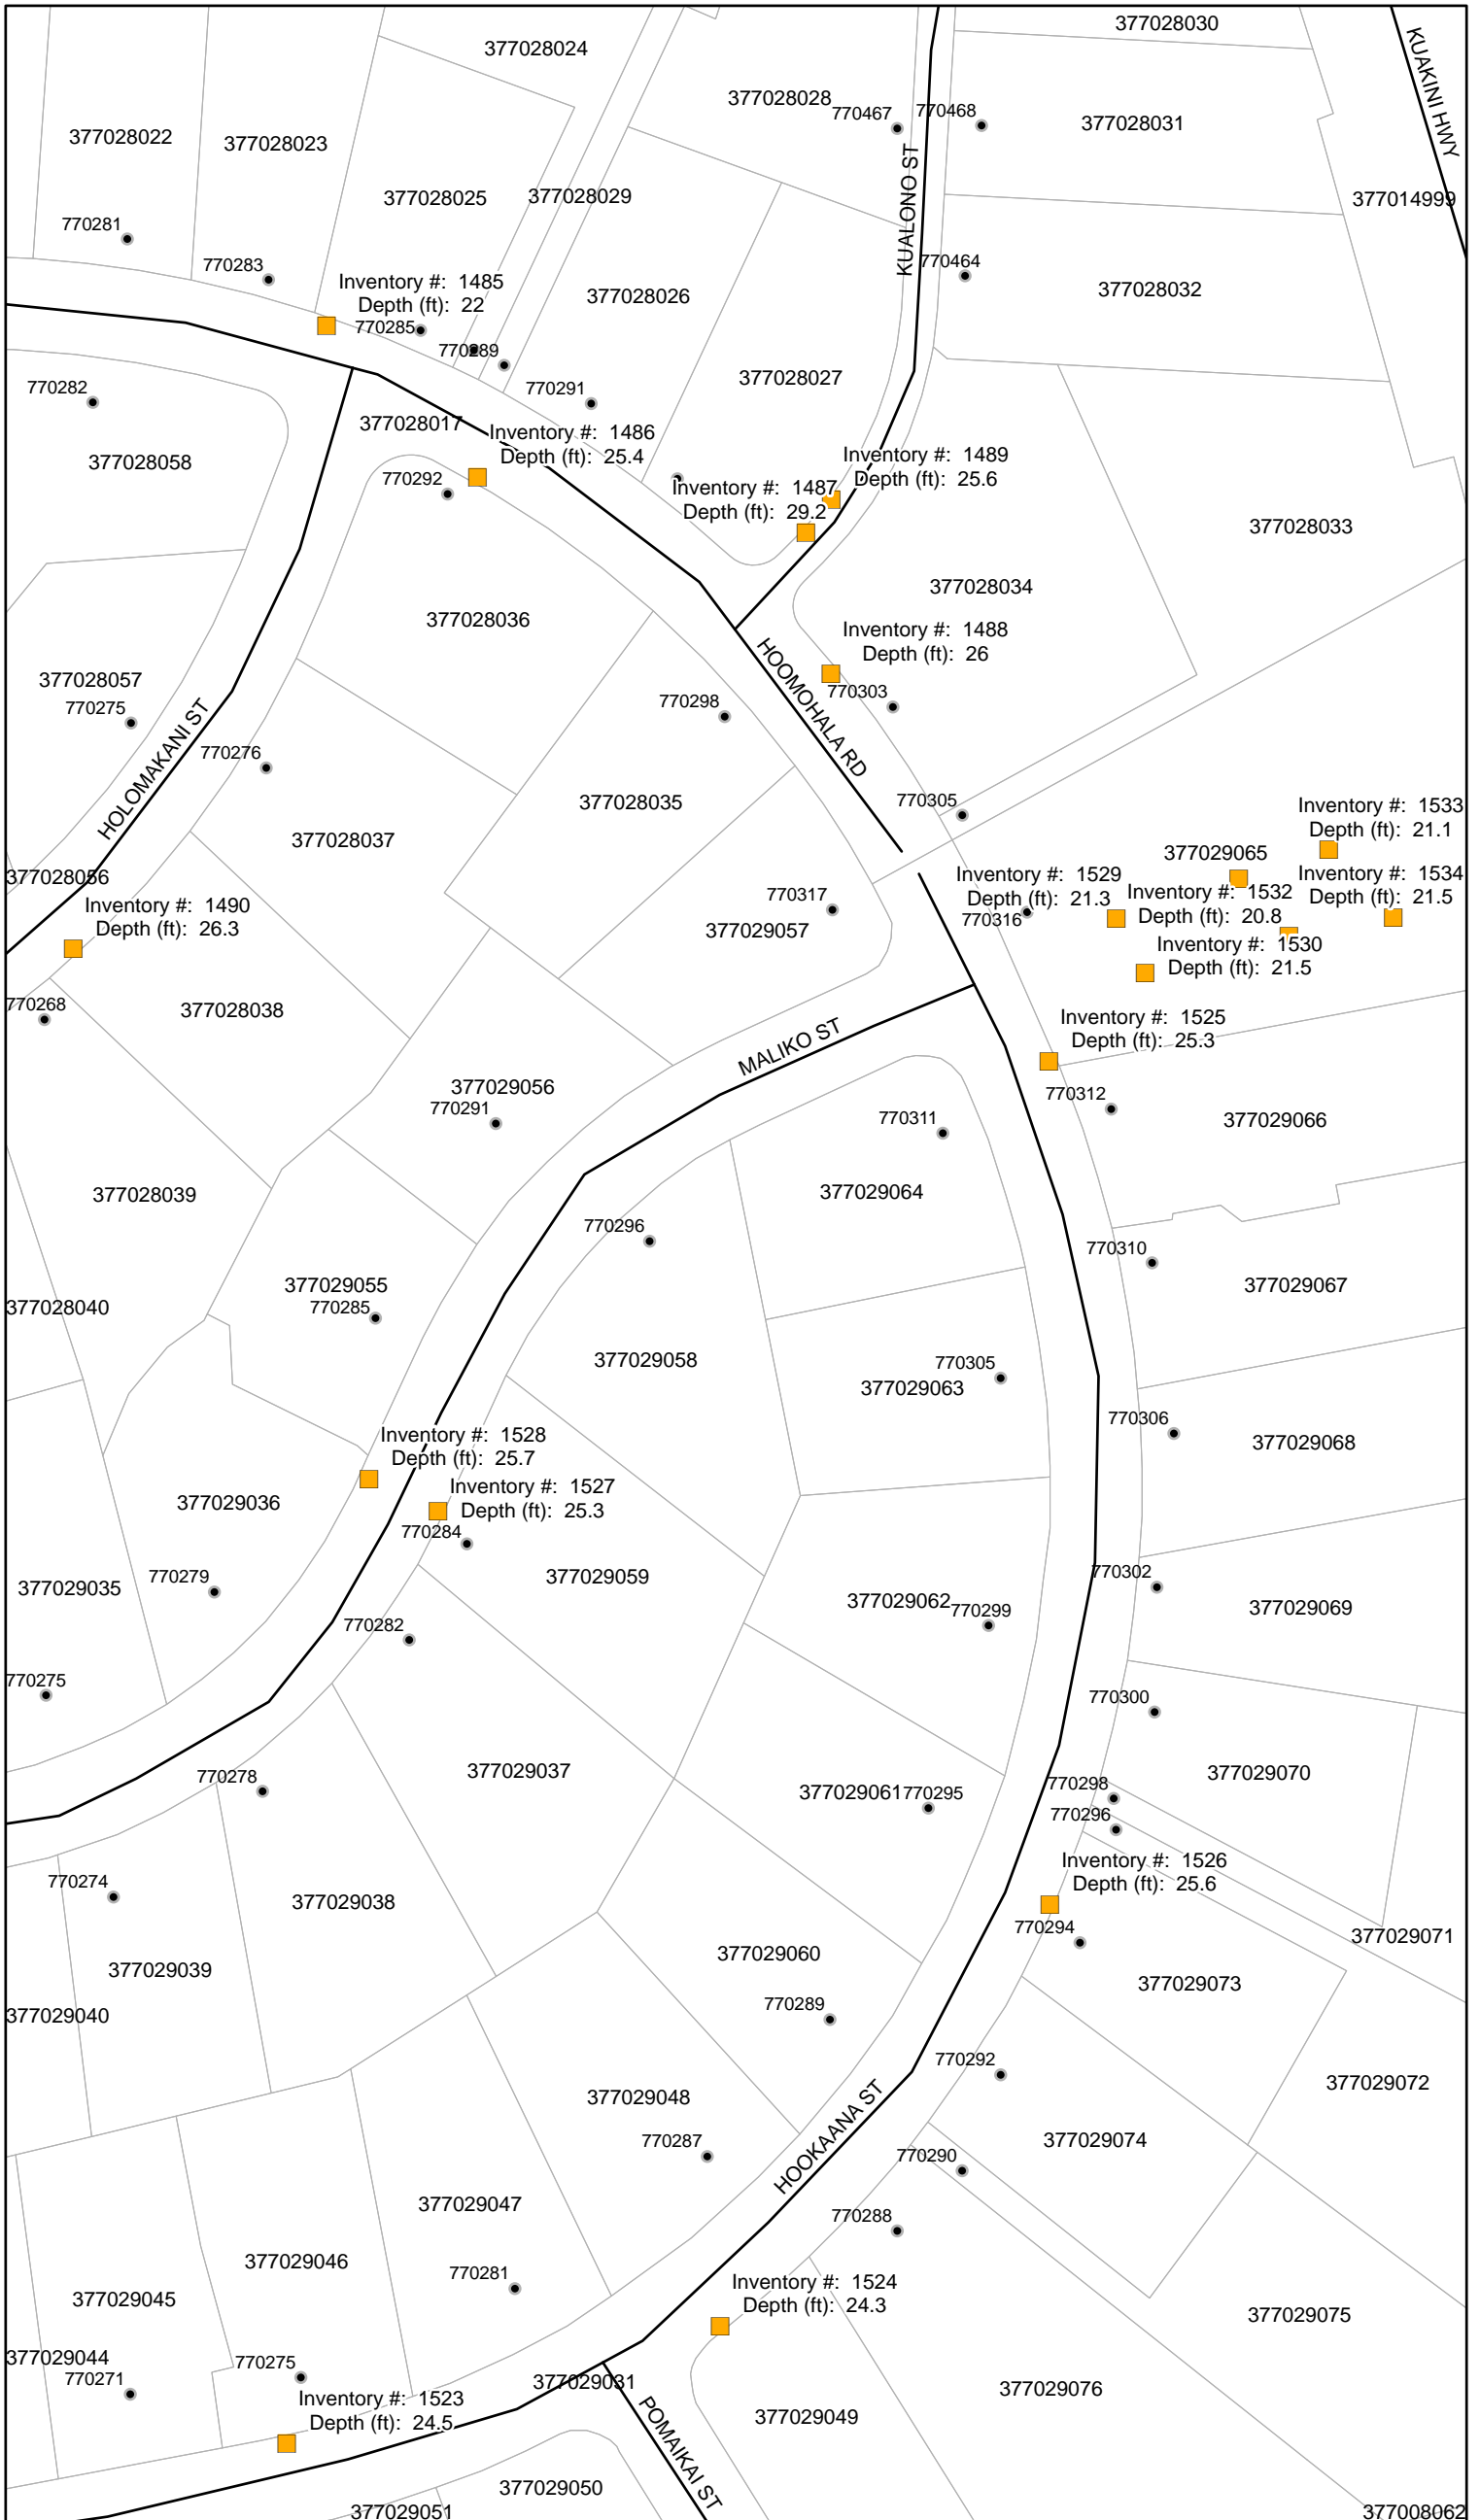 377028030
377028024
KUAKINI HWY
377028028
770467
770468
377028031
377028022
377028023
KUALONO ST
377028025
377028029
377014999
770281
770283
770464
Inventory #: 1485
Depth (ft): 22
377028026
377028032
770285
770289
377028027
770282
770291
377028017
Inventory #: 1486
Depth (ft): 25.4
377028058
Inventory #: 1489
Depth (ft): 25.6
770292
Inventory #: 1487
Depth (ft): 29.2
377028033
377028034
377028036
Inventory #: 1488
Depth (ft): 26
HOOMOHALA RD
377028057
770275
770298
770303
HOLOMAKANI ST
770276
377028035
770305
Inventory #: 1533
Depth (ft): 21.1
377028037
377029065
377028056
Inventory #: 1529
Depth (ft): 21.3
Inventory #: 1534
Depth (ft): 21.5
770317
Inventory #: 1532
Depth (ft): 20.8
Inventory #: 1490
Depth (ft): 26.3
770316
377029057
Inventory #: 1530
Depth (ft): 21.5
770268
377028038
Inventory #: 1525
Depth (ft): 25.3
MALIKO ST
377029056
770291
770312
770311
377029066
377028039
377029064
770296
770310
377029055
770285
377029067
377028040
377029058
770305
377029063
770306
Inventory #: 1528
Depth (ft): 25.7
377029068
Inventory #: 1527
Depth (ft): 25.3
377029036
770284
770279
377029059
770302
377029035
377029062
770299
377029069
770282
770275
770300
377029037
770278
377029061
770295
770298
377029070
770296
Inventory #: 1526
Depth (ft): 25.6
770274
377029038
770294
377029071
377029039
377029060
377029073
377029040
770289
770292
377029072
377029048
HOOKAANA ST
377029074
770287
770290
377029047
770288
377029046
770281
Inventory #: 1524
Depth (ft): 24.3
377029045
377029075
377029044
770271
770275
377029031
377029076
Inventory #: 1523
Depth (ft): 24.5
POMAIKAI ST
377029049
377029050
377029051
377008062